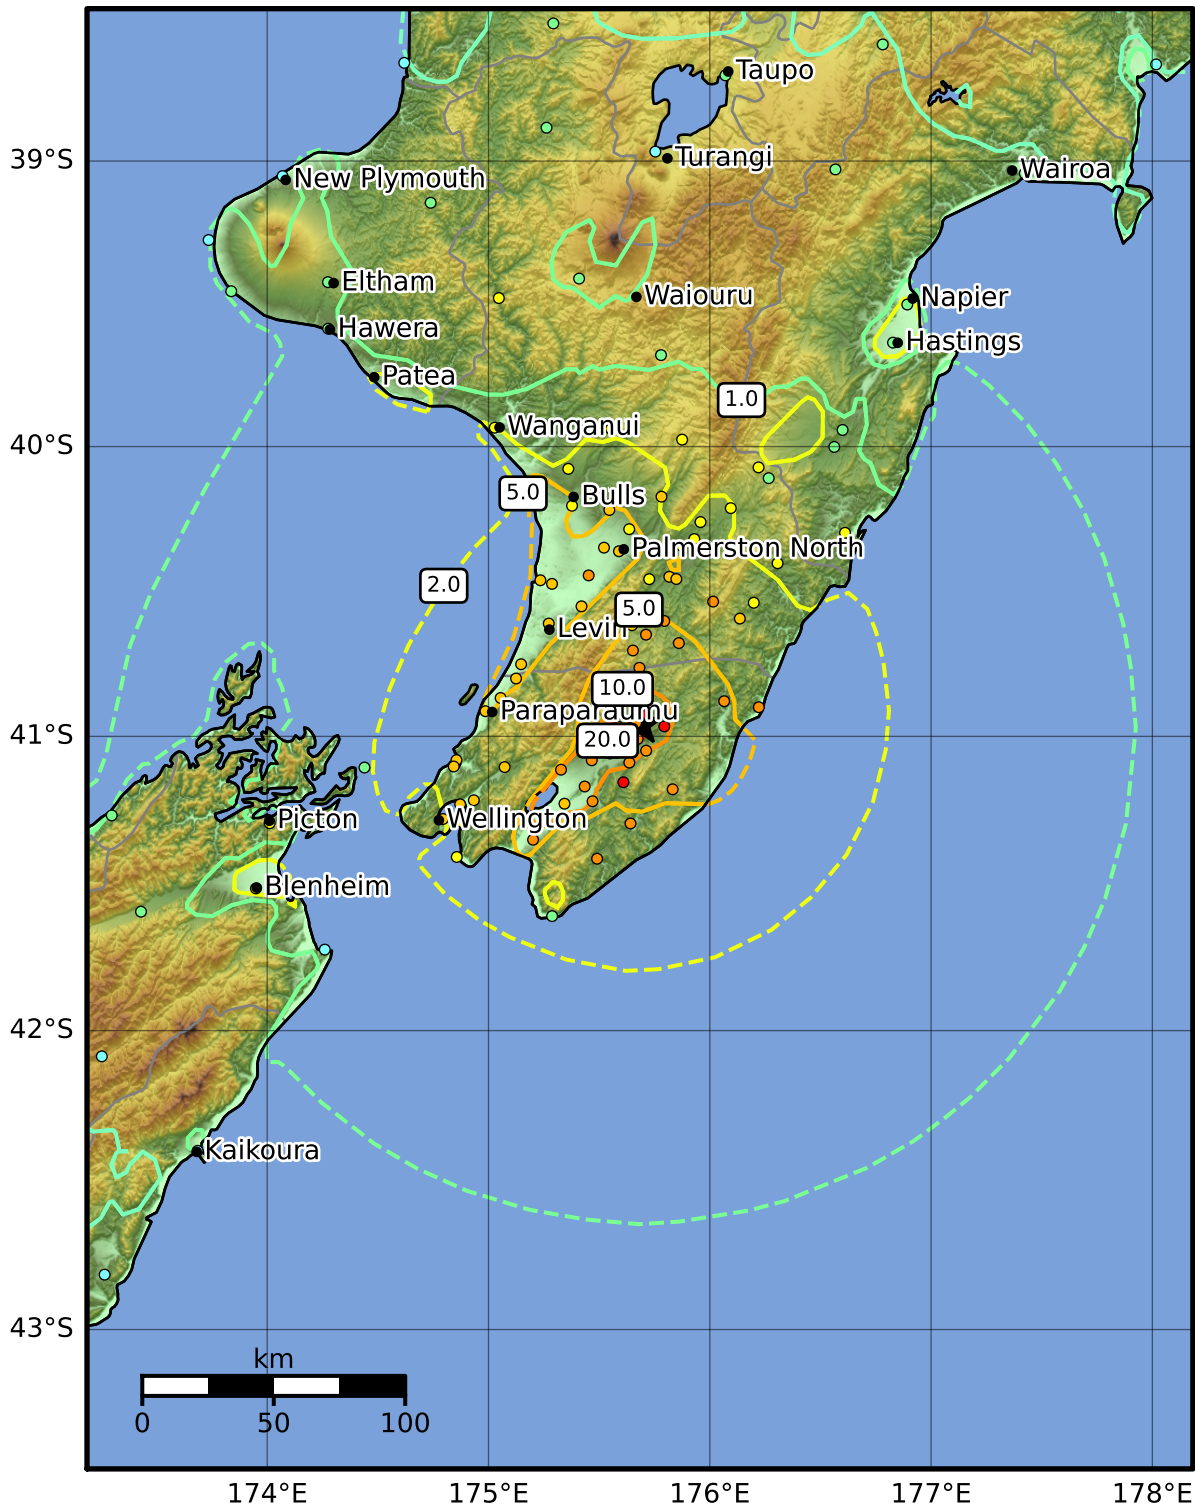 Taupo
Turangi
39°S
Wairoa
New Plymouth
Eltham
Waiouru
Napier
Hawera
Hastings
Patea
1.0
Wanganui
40°S
5.0
Bulls
Palmerston North
2.0
5.0
Levin
10.0
Paraparaumu
41°S
20.0
Picton
Wellington
Blenheim
42°S
Kaikoura
43°S
km
0 50 100
174°E 175°E 176°E 177°E 178°E